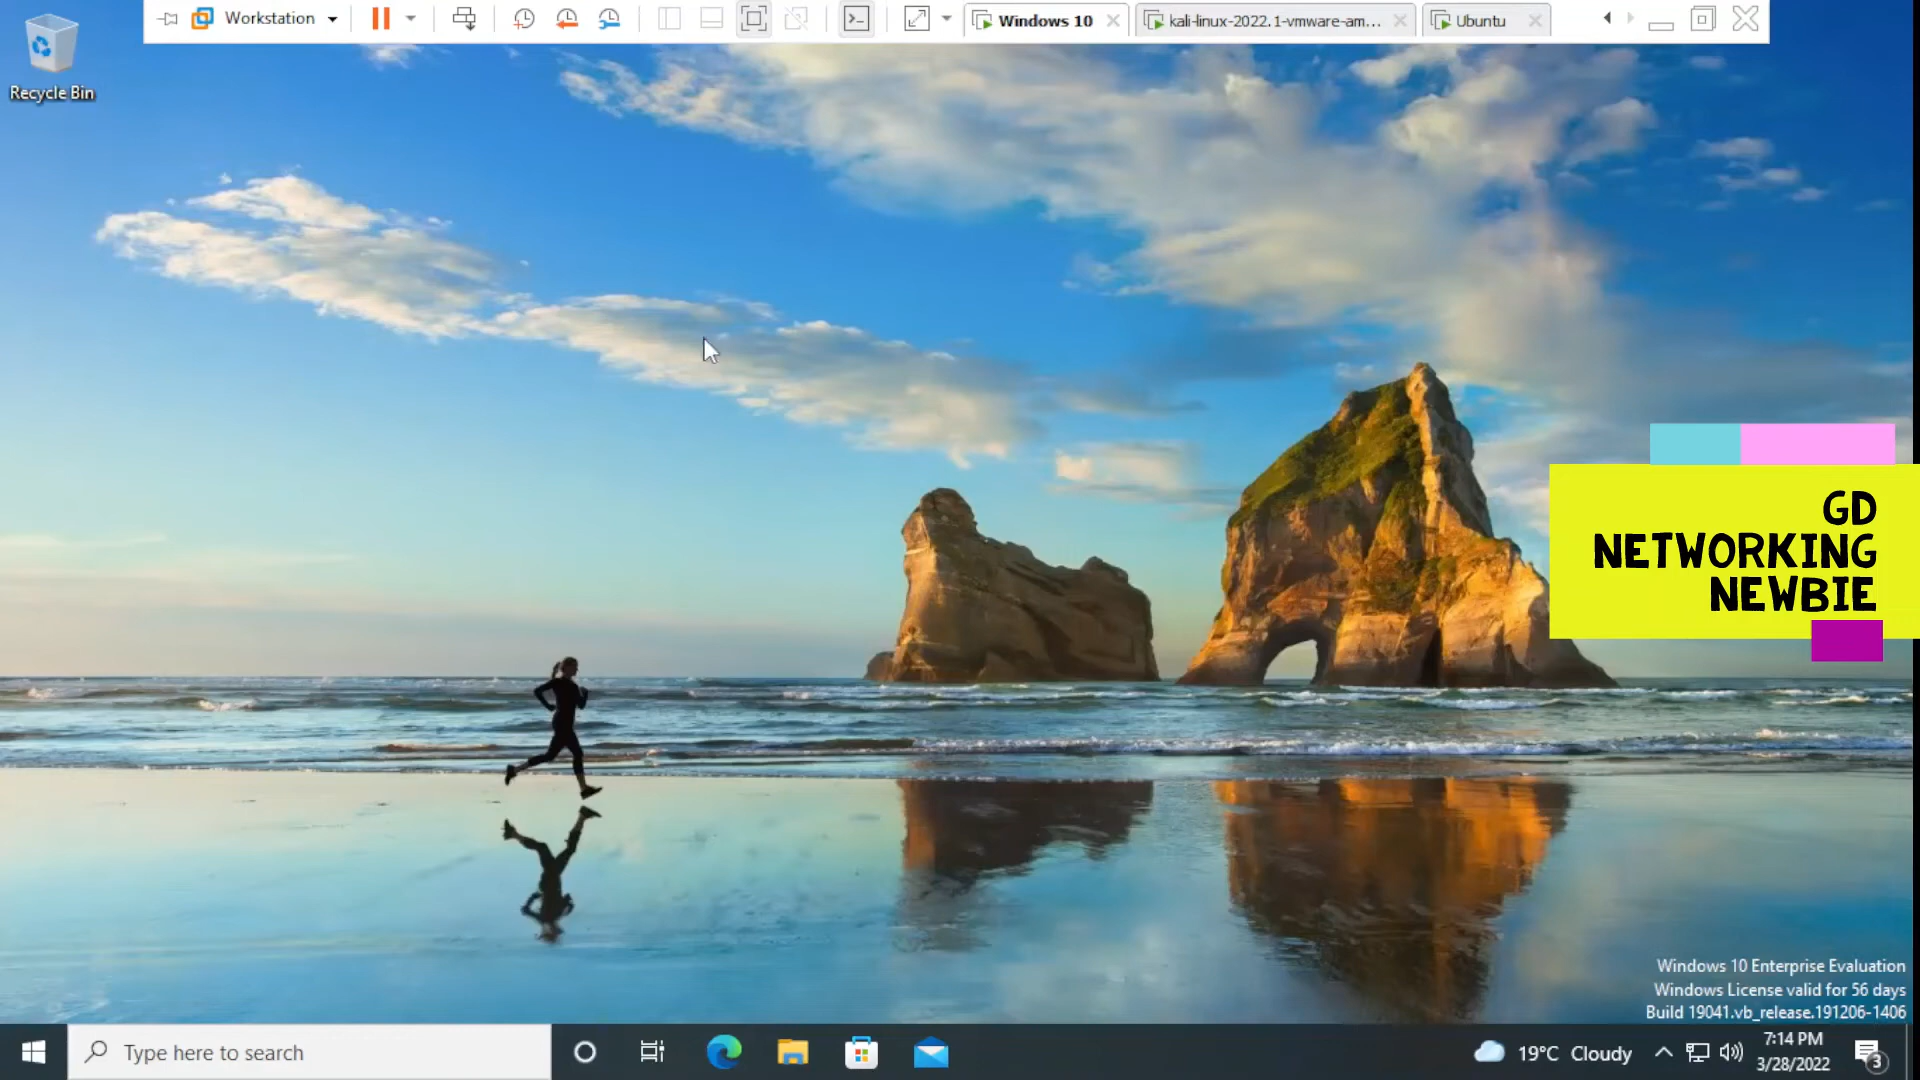 Workstation
Windows 10
kali-linux-2022.1-vmware-am...
Ubuntu
Recycle Bin
GD
NETWORKING
NEWBIE
Windows 10 Enterprise Evaluation
Windows License valid for 56 days
Build 19041.vb_release.191206-1406
Type here to search
19°C Cloudy
7:14 PM
3/28/2022
3